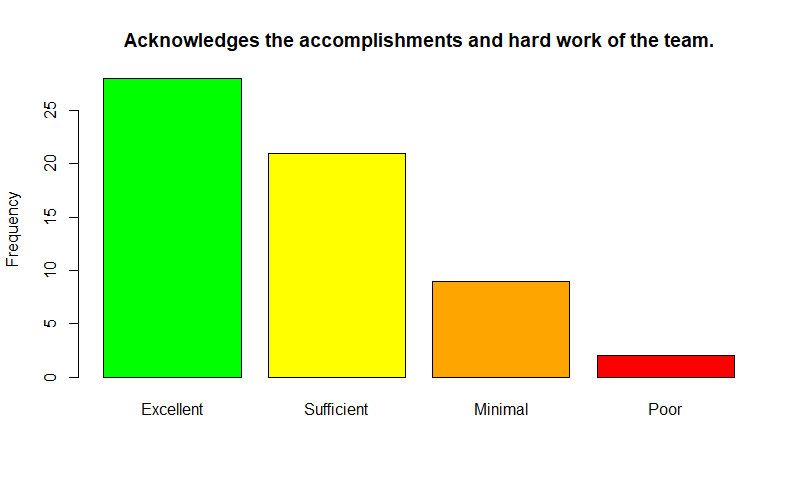 Acknowledges the accomplishments and hard work of the team.
Frequency
25
20
15
10
5
0
Excellent
Sufficient
Minimal
Poor